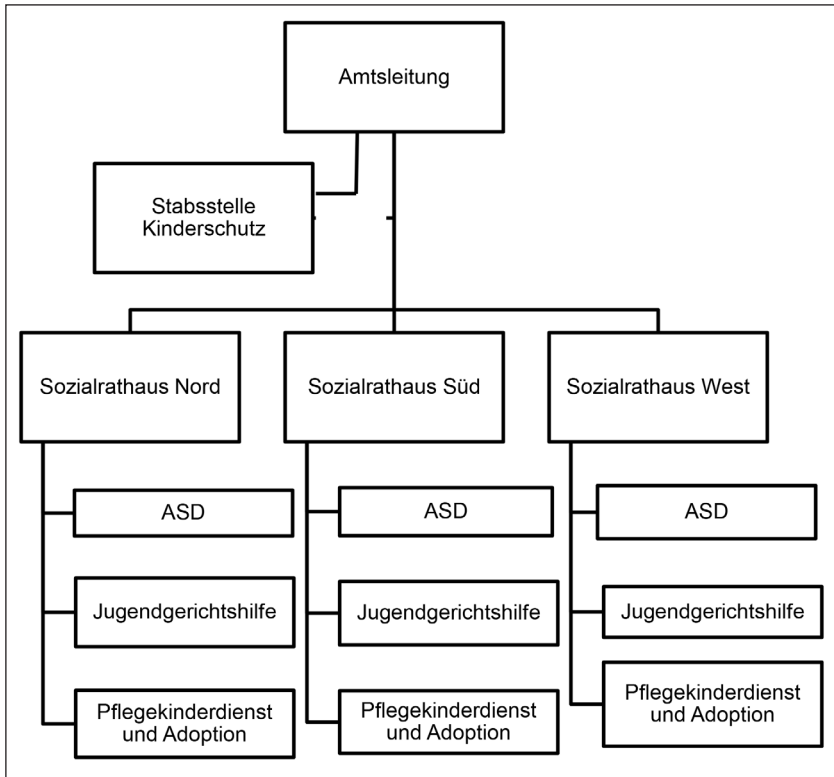 Amtsleitung
Stabsstelle
Kinderschutz
Sozialrathaus Nord
Sozialrathaus Süd
Sozialrathaus West
ASD
ASD
ASD
Jugendgerichtshilfe
Jugendgerichtshilfe
Jugendgerichtshilfe
Pflegekinderdienst
und Adoption
Pflegekinderdienst
und Adoption
Pflegekinderdienst
und Adoption